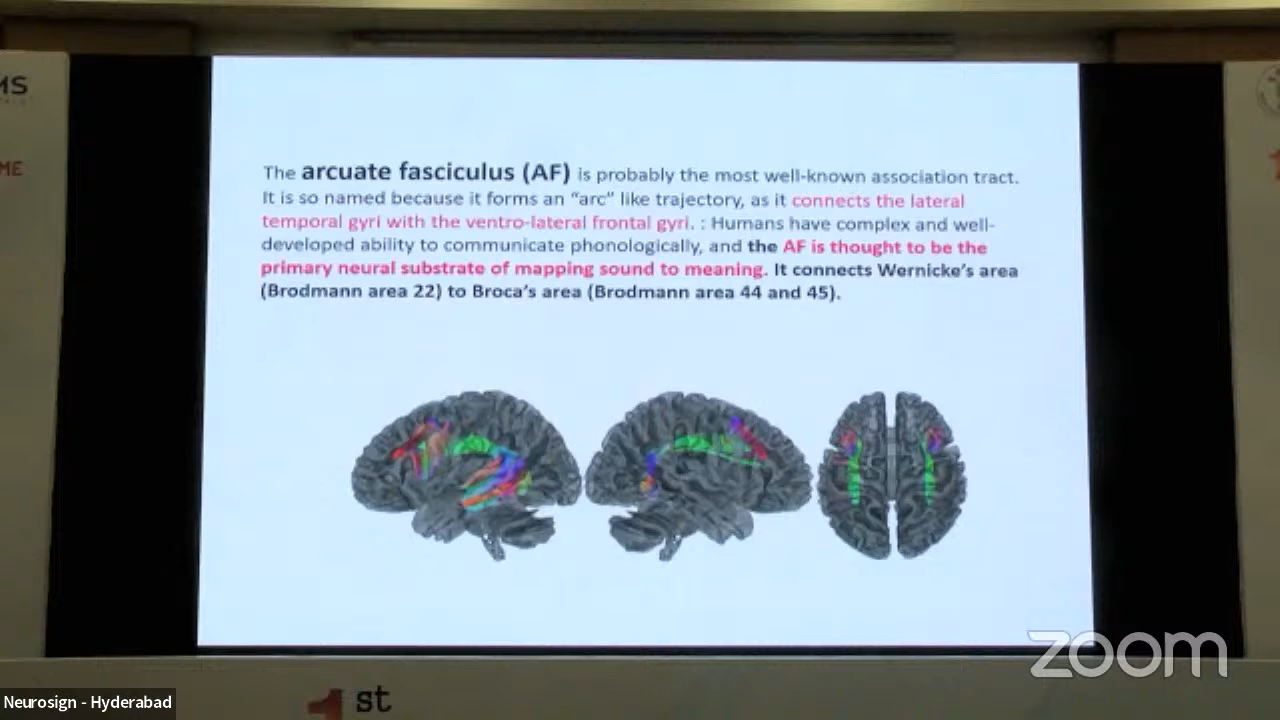 MS
ME
The arcuate fasciculus (AF) is probably the most well-known association tract.
It is so named because it forms an “arc” like trajectory, as it connects the lateral
temporal gyri with the ventro-lateral frontal gyri. : Humans have complex and well-
developed ability to communicate phonologically, and the AF is thought to be the
primary neural substrate of mapping sound to meaning. It connects Wernicke’s area
(Brodmann area 22) to Broca’s area (Brodmann area 44 and 45).
zoom
Neurosign - Hyderabad
1st